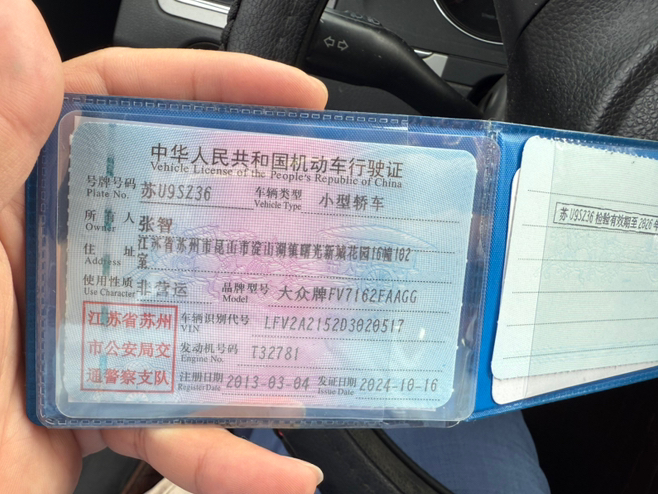 中华人民共和国机动车行驶证
Vehicle License of the People's Republic of China
号牌号码 苏U9SZ36 车辆类型 小型轿车
Plate No. Vehicle Type
所有人 张智
Owner
住址 江苏省苏州市昆山市淀山湖镇曙光新城花园16幢102
Address 室
使用性质 非营运 品牌型号 大众牌FV7162FAAGG
Use Character Model
江苏省苏州
市公安局交
通警察支队
车辆识别代号 LFV2A2152D3020517
VIN
发动机号码 T32781
Engine No.
注册日期 2013-03-04 发证日期 2024-10-16
Register Date Issue Date
苏U9SZ36 检验有效期至2026年